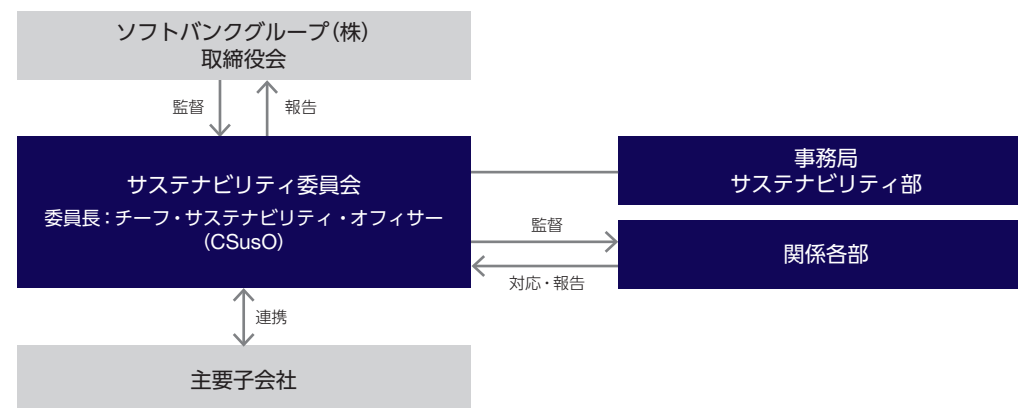 ソフトバンクグループ(株)
取締役会
監督
報告
サステナビリティ委員会
委員長：チーフ・サステナビリティ・オフィサー
(CSusO)
事務局
サステナビリティ部
監督
関係各部
対応・報告
連携
主要子会社